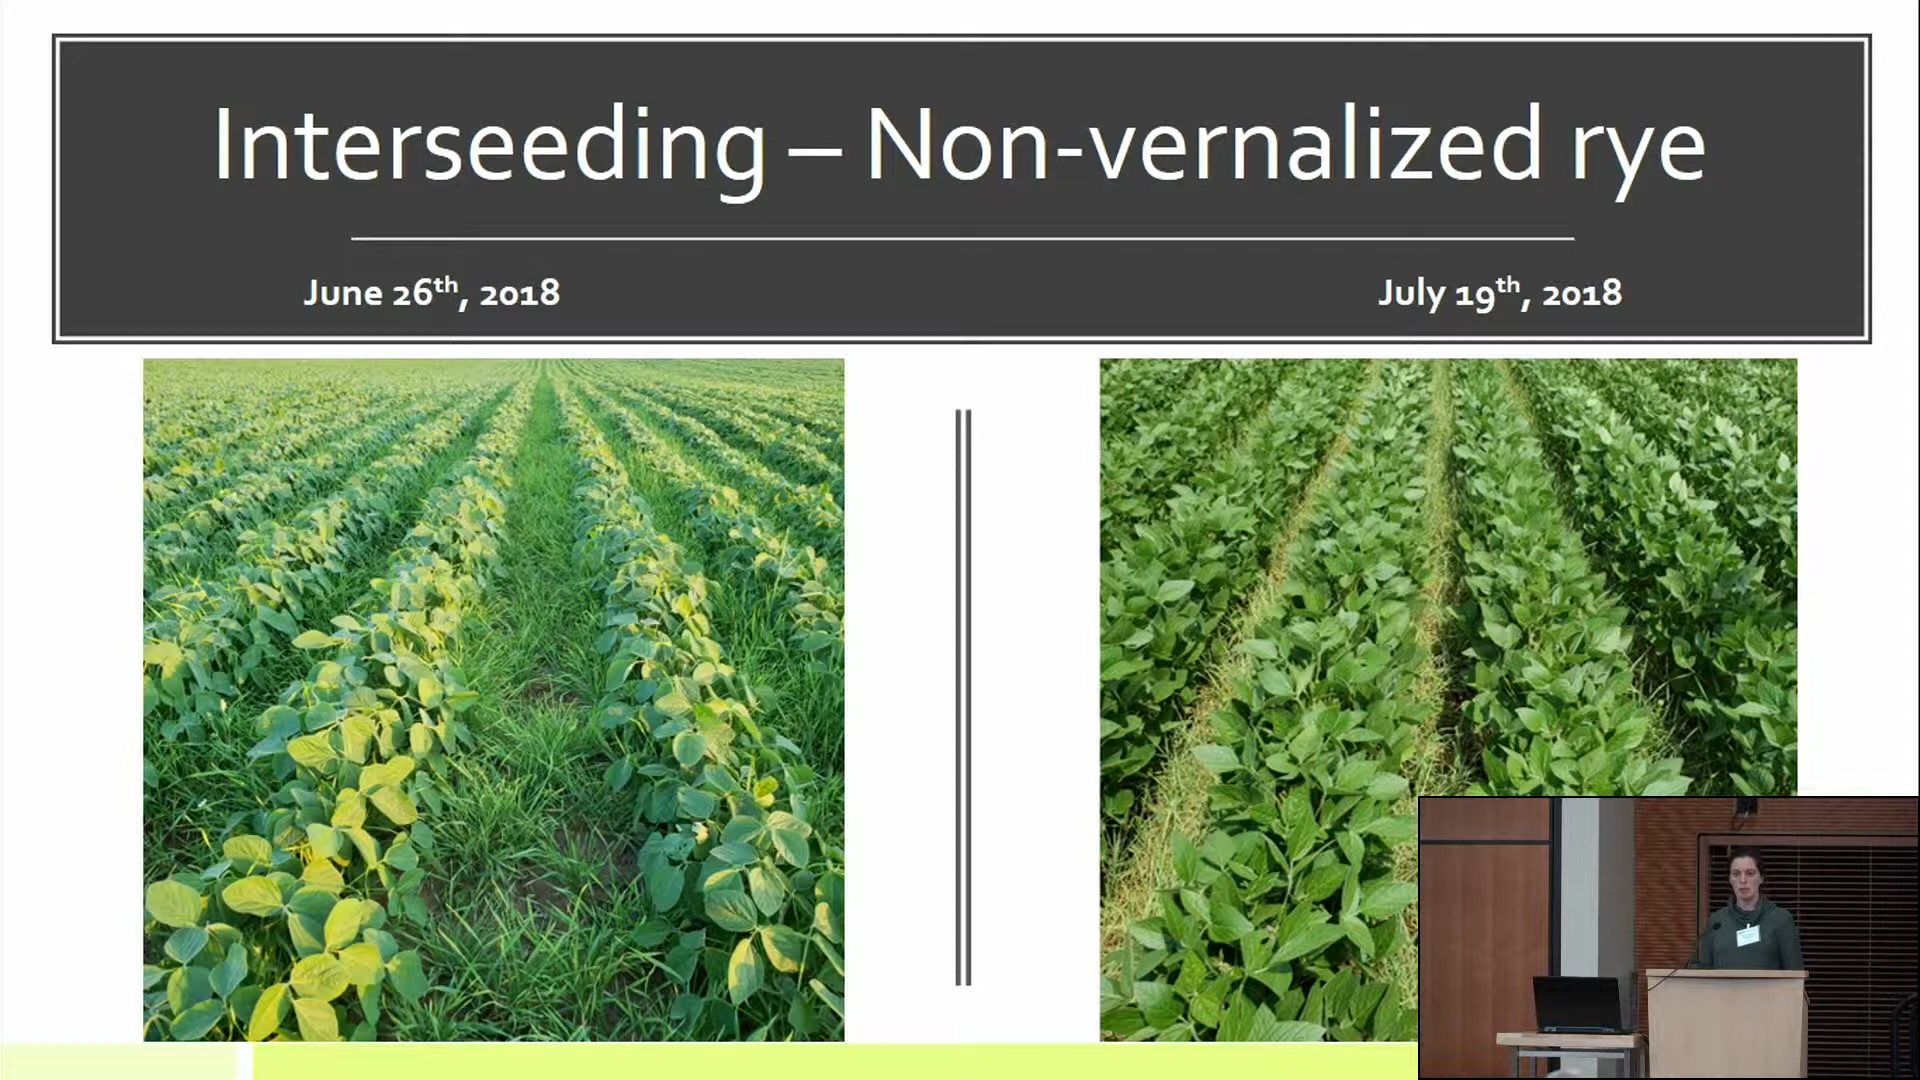 Interseeding – Non-vernalized rye
June 26th, 2018
July 19th, 2018